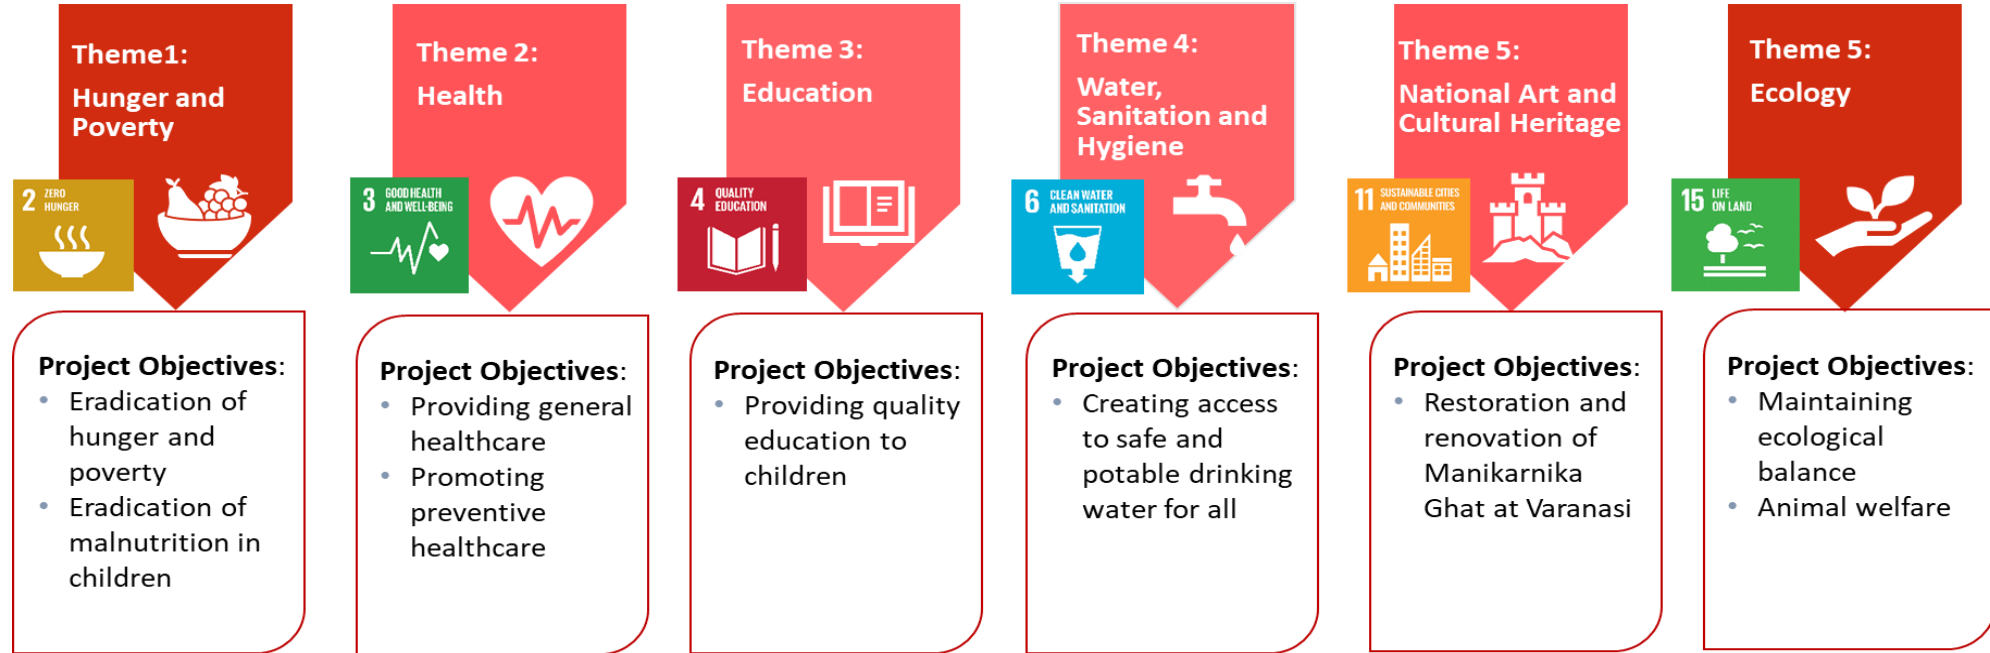 Theme1:
Hunger and
Poverty
2 ZERO
HUNGER
Project Objectives:
• Eradication of
hunger and
poverty
• Eradication of
malnutrition in
children
Theme 2:
Health
3 GOOD HEALTH
AND WELL-BEING
Project Objectives:
• Providing general
healthcare
• Promoting
preventive
healthcare
Theme 3:
Education
4 QUALITY
EDUCATION
Project Objectives:
• Providing quality
education to
children
Theme 4:
Water,
Sanitation and
Hygiene
6 CLEAN WATER
AND SANITATION
Project Objectives:
• Creating access
to safe and
potable drinking
water for all
Theme 5:
National Art and
Cultural Heritage
11 SUSTAINABLE CITIES
AND COMMUNITIES
Project Objectives:
• Restoration and
renovation of
Manikarnika
Ghat at Varanasi
Theme 5:
Ecology
15 LIFE
ON LAND
Project Objectives:
• Maintaining
ecological
balance
• Animal welfare